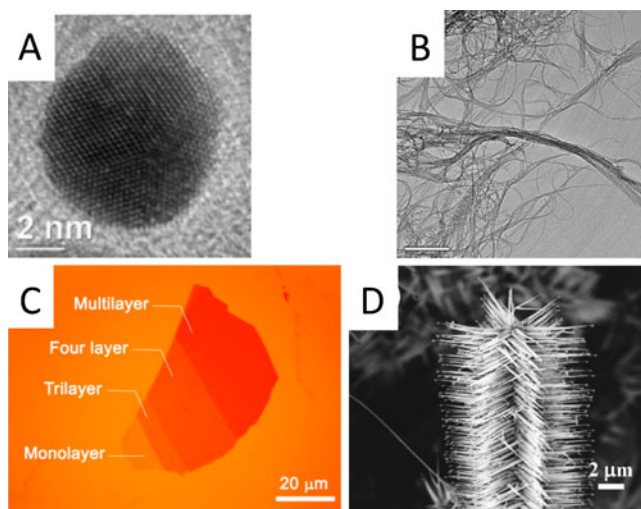 A
2 nm
B
C
Multilayer
Four layer
Trilayer
Monolayer
20 μm
D
2 μm